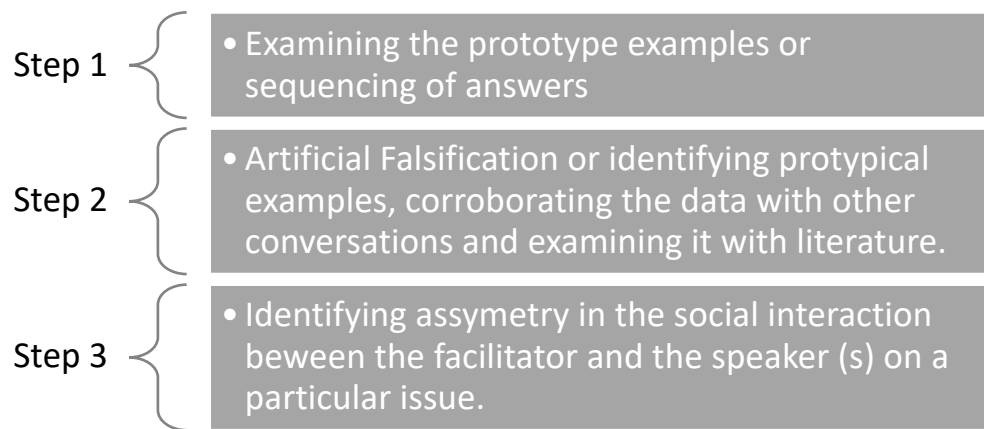 Step 1
• Examining the prototype examples or
sequencing of answers
Step 2
• Artificial Falsification or identifying protypical
examples, corroborating the data with other
conversations and examining it with literature.
Step 3
• Identifying assymetry in the social interaction
beween the facilitator and the speaker (s) on a
particular issue.